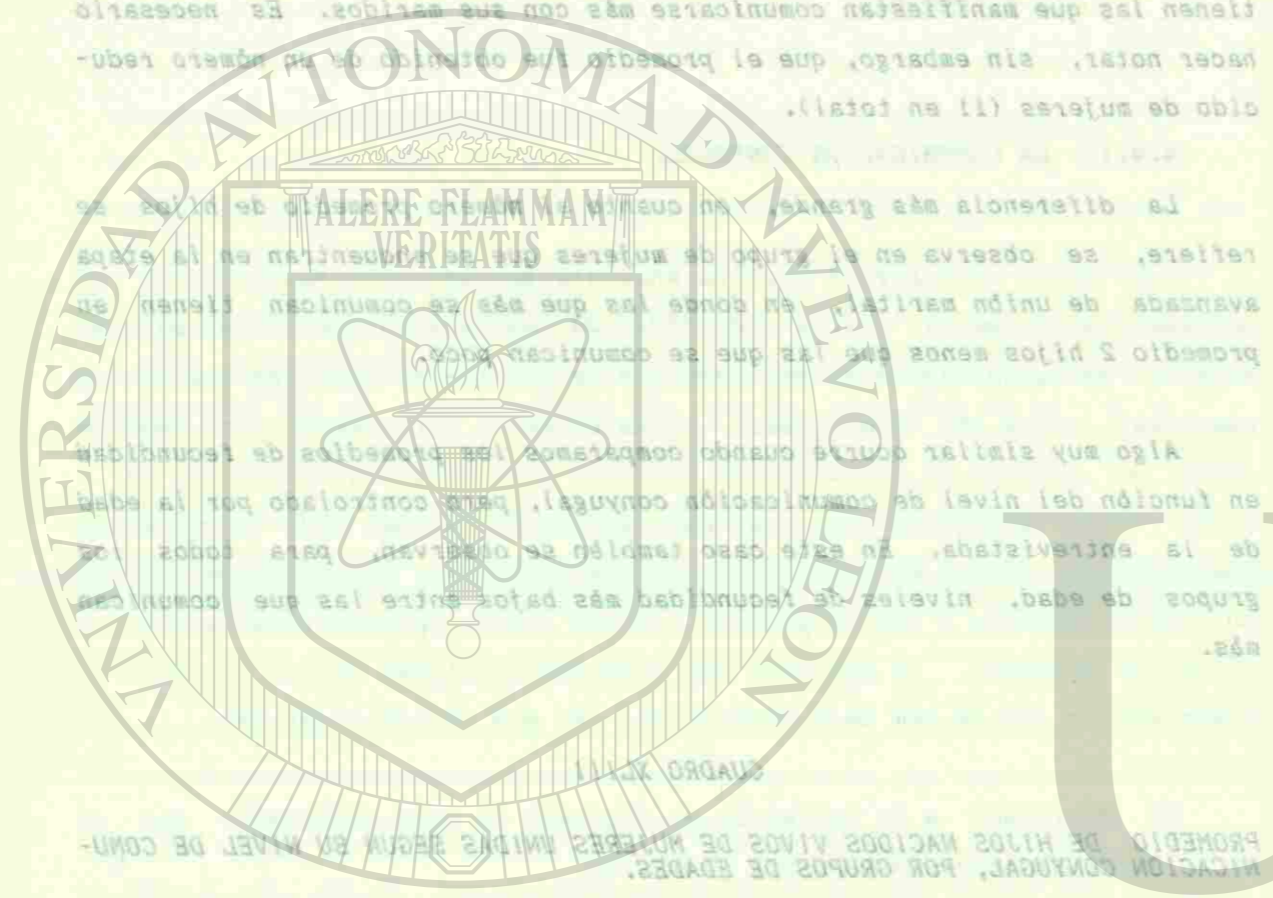 tienen las que manifiestan comunicarse más con sus maridos. Es necesario
hacer notar, sin embargo, que el promedio fue obtenido de un número redu-
cido de mujeres (11 en total).
La diferencia más grande, en cuanto al número promedio de hijos se
refiere, se observa en el grupo de mujeres que se encuentran en la etapa
avanzada de unión marital, en donde las que más se comunican tienen en
promedio 2 hijos menos que las que se comunican poco.
Algo muy similar ocurre cuando comparamos los promedios de fecundidad
en función del nivel de comunicación conyugal, pero controlado por la edad
de la entrevistada. En este caso también se observan, para todos los
grupos de edad, niveles de fecundidad más bajos entre las que comunican
más.
CUADRO XLIII
PROMEDIO DE HIJOS NACIDOS VIVOS DE MUJERES UNIDAS SEGUN SU NIVEL DE COMU-
NICACION CONYUGAL, POR GRUPOS DE EDADES.
UNIVERSIDAD AVTONOMA D NVEVO LEON
ALERE FLAMMAM
VERITATIS
U